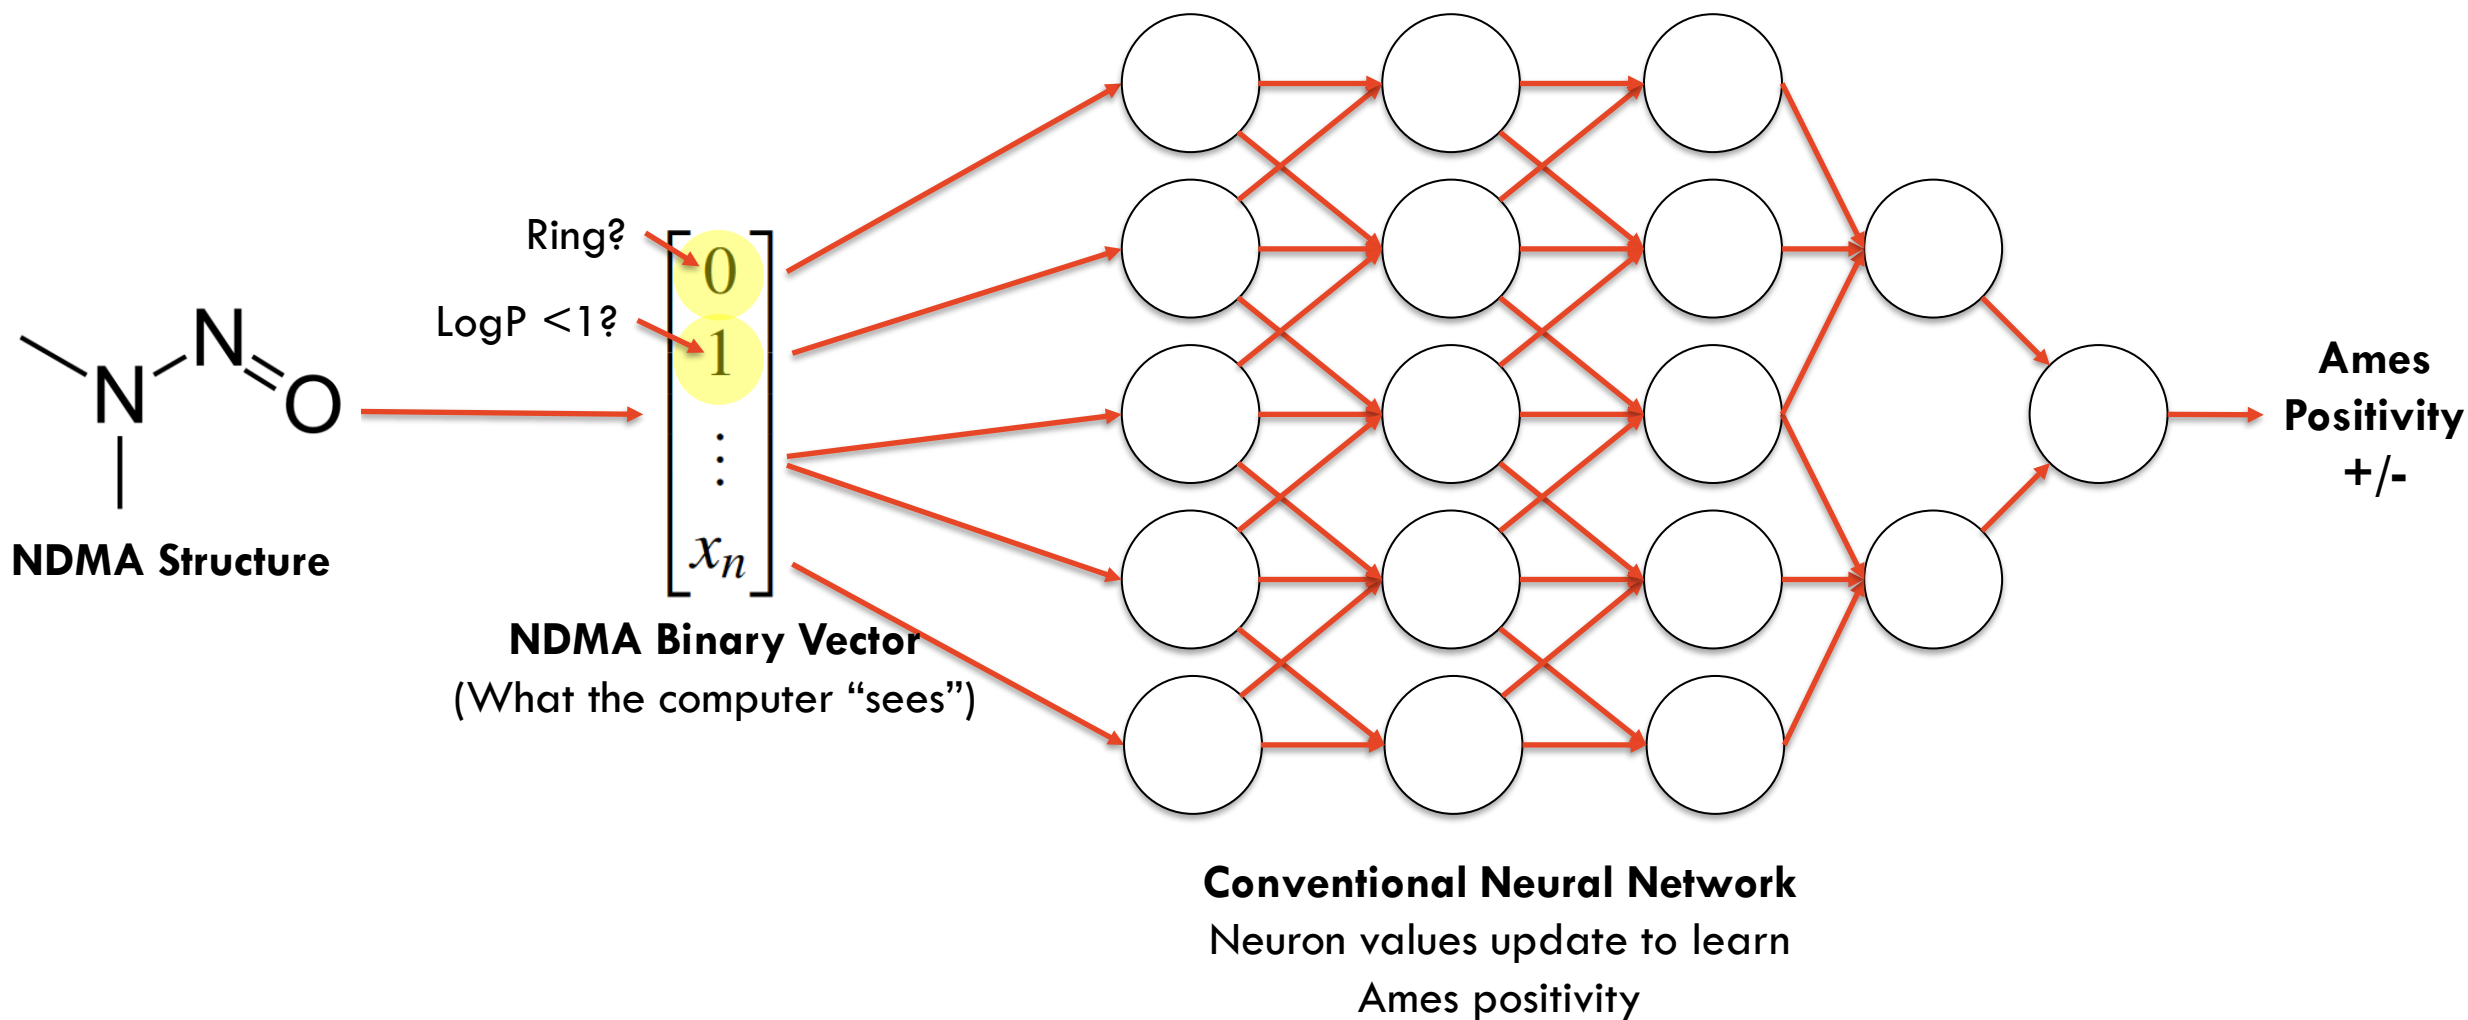 Ring?
LogP <1?
N
N
O
0
1
⋮
xn
NDMA Structure
NDMA Binary Vector
(What the computer “sees”)
Ames
Positivity
+/-
Conventional Neural Network
Neuron values update to learn
Ames positivity